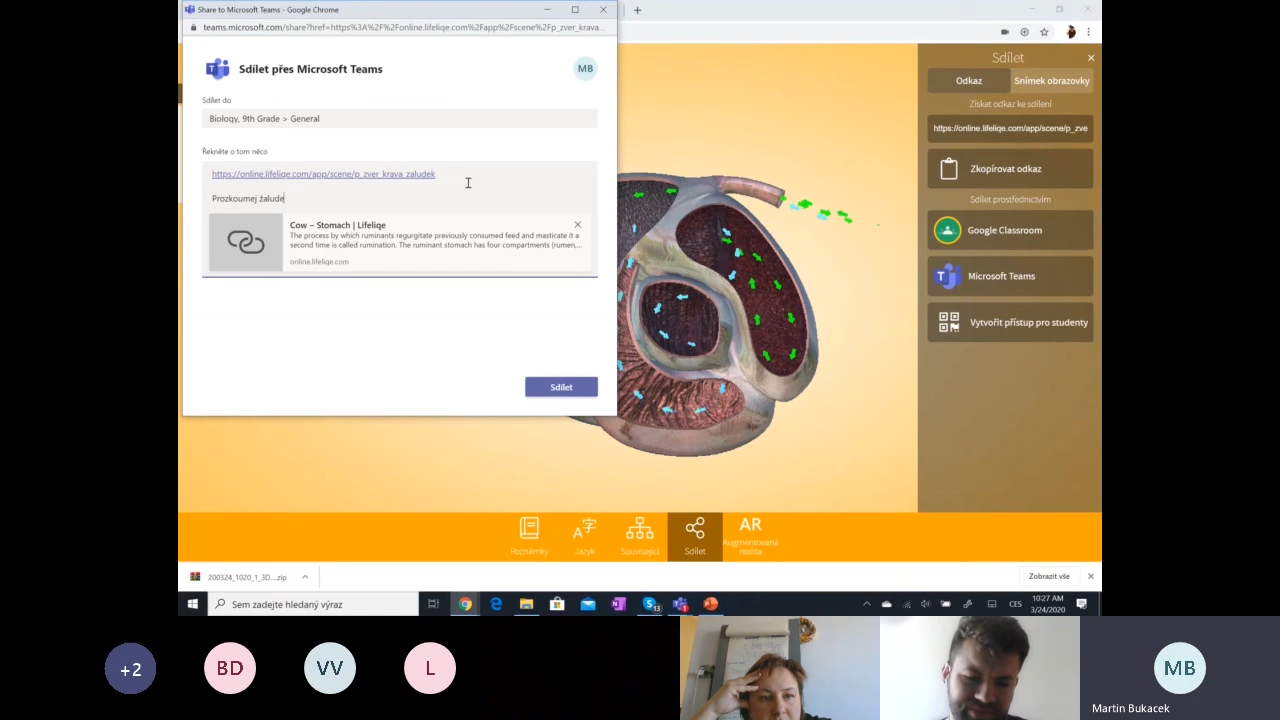 Share to Microsoft Teams - Google Chrome
teams.microsoft.com/share?href=https%3A%2F%2Fonline.lifeliqe.com%2Fapp%2Fscene%2Fp_zver_krava...
Sdílet přes Microsoft Teams
MB
Sdílet do
Biology, 9th Grade > General
Řekněte o tom něco
https://online.lifeliqe.com/app/scene/p_zver_krava_zaludek
Prozkoumej žalude
Cow – Stomach | Lifeliqe
The process by which ruminants regurgitate previously consumed feed and masticate it a
second time is called rumination. The ruminant stomach has four compartments (rumen,...
online.lifeliqe.com
Sdílet
Sdílet
Odkaz
Snímek obrazovky
Získat odkaz ke sdílení
https://online.lifeliqe.com/app/scene/p_zve
Zkopírovat odkaz
Sdílet prostřednictvím
Google Classroom
Microsoft Teams
Vytvořit přístup pro studenty
Poznámky
Jazyk
Související
Sdílet
AR
Augmentovaná
realita
200324_1020_1_3D....zip
Zobrazit vše
Sem zadejte hledaný výraz
13
CES
10:27 AM
3/24/2020
+2
BD
VV
L
MB
Martin Bukacek